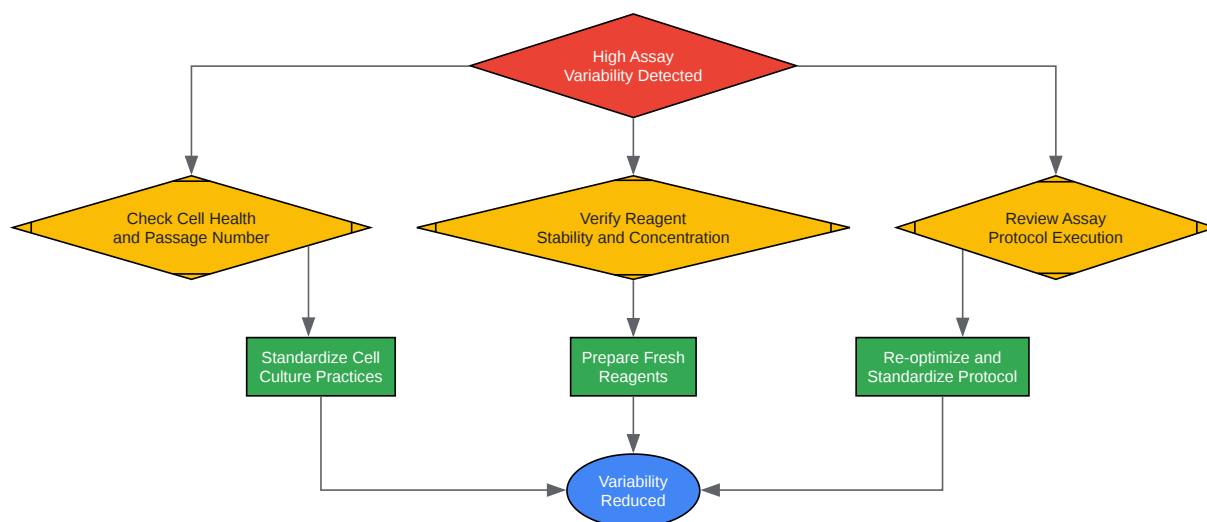 High Assay
Variability Detected
Check Cell Health
and Passage Number
Verify Reagent
Stability and Concentration
Review Assay
Protocol Execution
Standardize Cell
Culture Practices
Prepare Fresh
Reagents
Re-optimize and
Standardize Protocol
Variability
Reduced